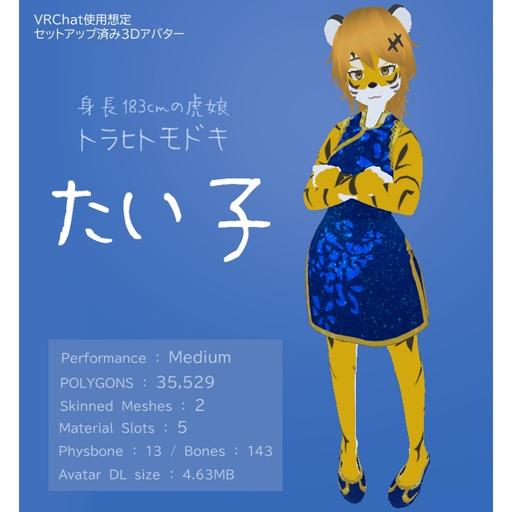 VRChat使用想定
セットアップ済み3Dアバター
身長183cmの虎娘
トラヒトモドキ
たい子
Performance : Medium
POLYGONS : 35,529
Skinned Meshes : 2
Material Slots : 5
Physbone : 13 / Bones : 143
Avatar DL size : 4.63MB